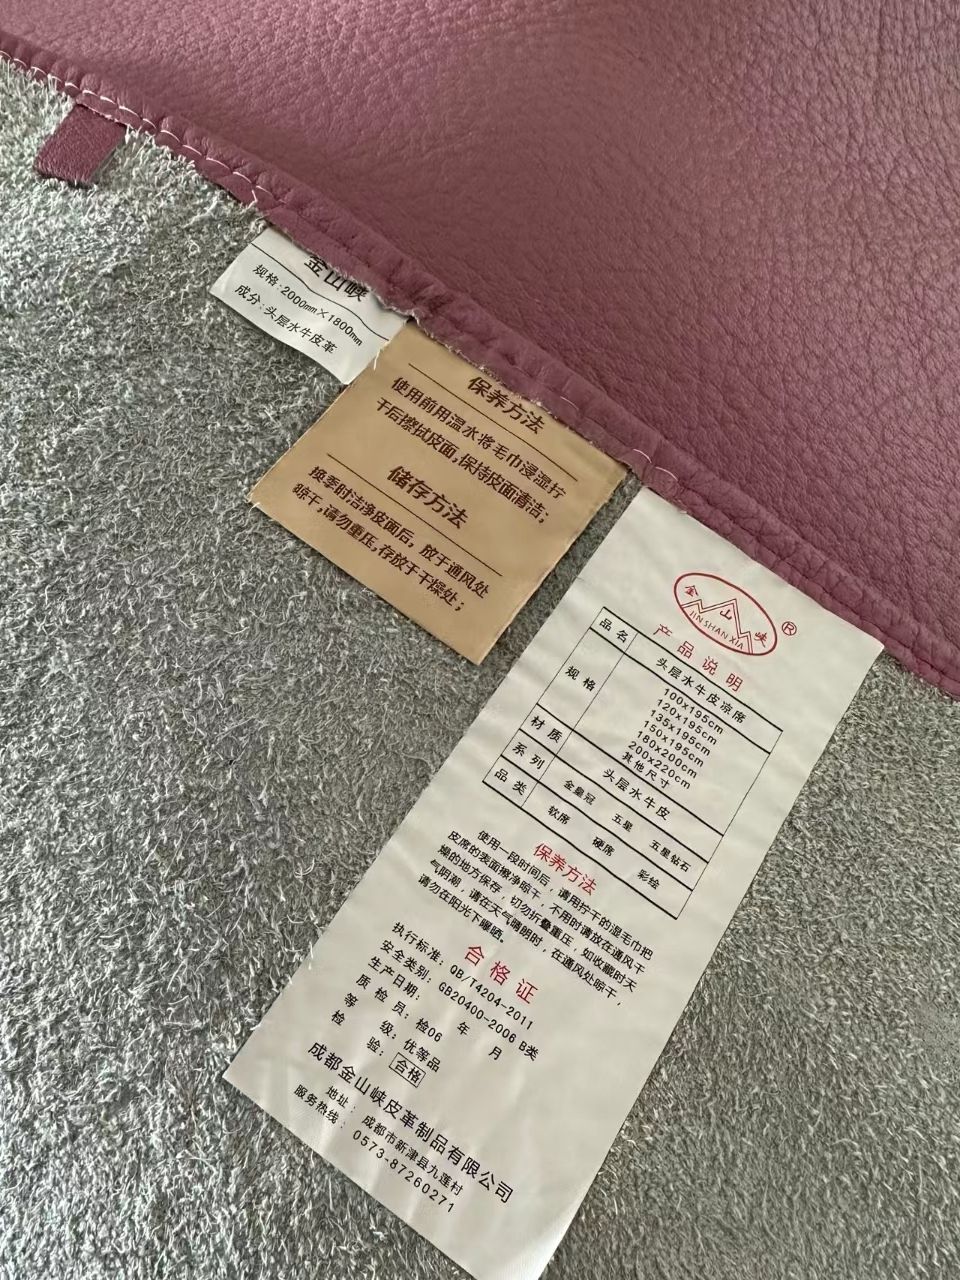 金山峡
规格:2000mm×1800mm
成分:头层水牛皮革
保养方法
使用前用温水将毛巾浸湿拧
干后擦拭皮面,保持皮面清洁;
储存方法
换季时洁净皮面后，放于通风处
晾干,请勿重压,存放于干燥处;
金山峡
JIN SHAN XIA
®
产品说明
品名 头层水牛皮凉席
规格 100x195cm
120x195cm
135x195cm
150x195cm
180x200cm
200x220cm
其他尺寸
材质 头层水牛皮
系列 金皇冠 五星 五星钻石
品类 软席 硬席 彩绘
保养方法
使用一段时间后，请用拧干的湿毛巾把
皮席的表面擦净晾干，不用时请放在通风干
燥的地方保存，切勿折叠重压，如收藏时天
气阴潮，请在天气晴朗时，在通风处晾干，
请勿在阳光下曝晒。
合格证
执行标准: QB/T4204-2011
安全类别: GB20400-2006 B类
生产日期: 年 月
质检员: 检06
等级: 优等品
检验: 合格
成都金山峡皮革制品有限公司
地址: 成都市新津县九莲村
服务热线: 0573-87260271